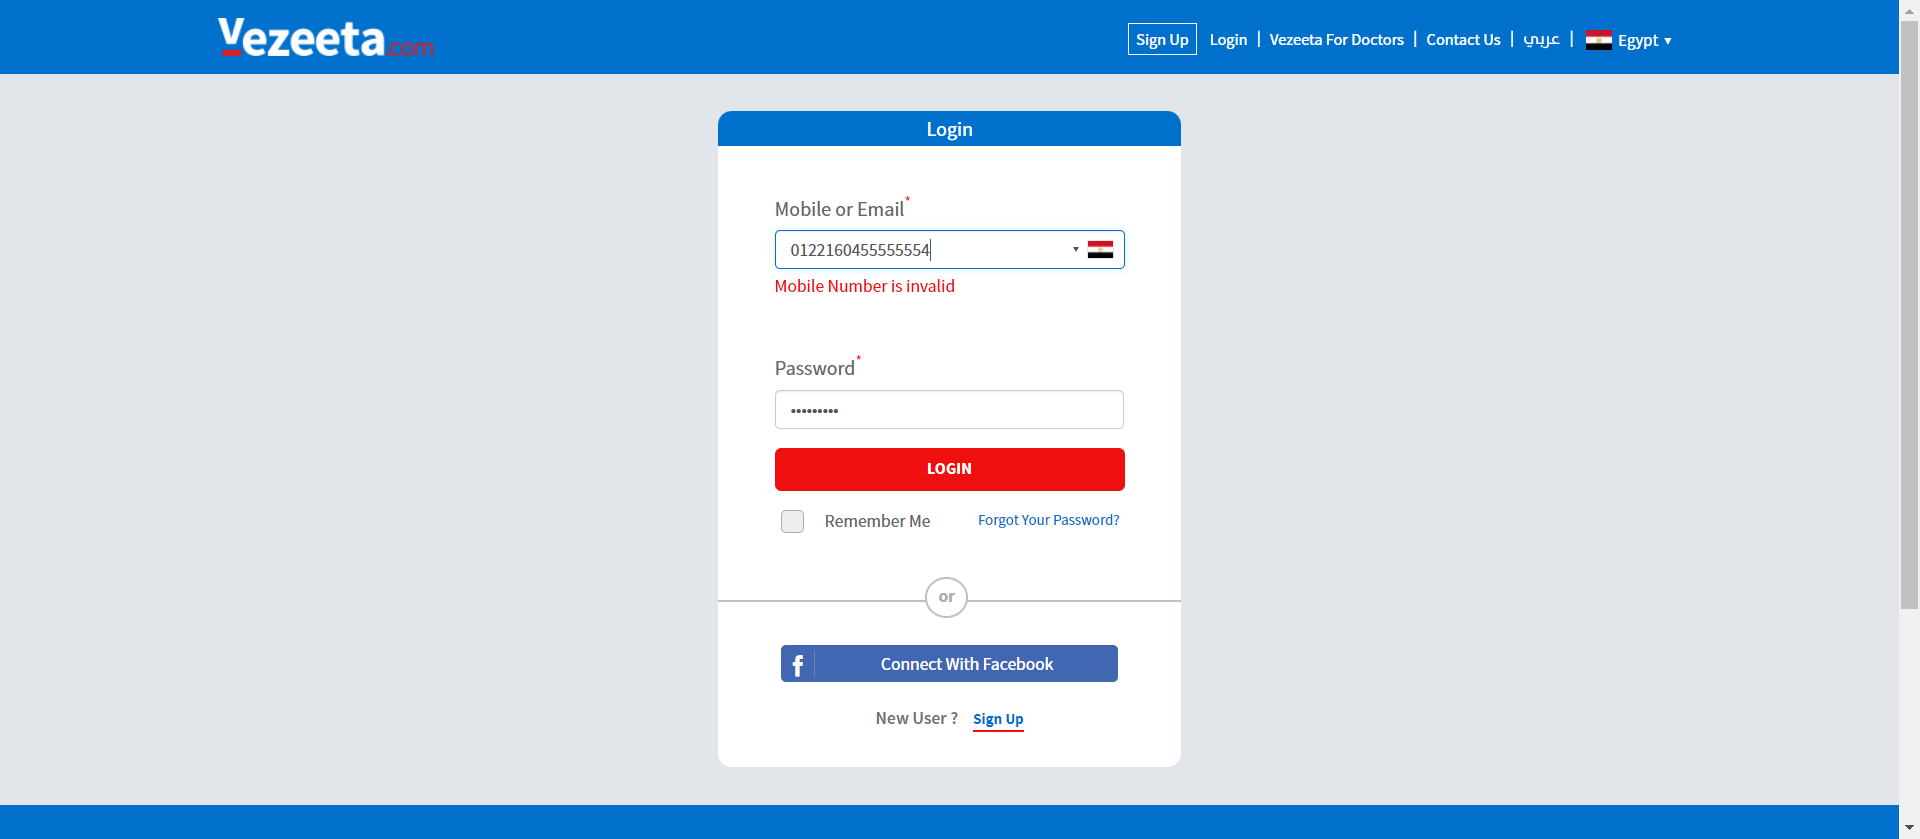 Vezeeta.com
Sign Up Login | Vezeeta For Doctors | Contact Us | عربي | Egypt ▾
Login
Mobile or Email*
0122160455555554
Mobile Number is invalid
Password*
•••••••••
LOGIN
Remember Me Forgot Your Password?
or
f Connect With Facebook
New User ? Sign Up